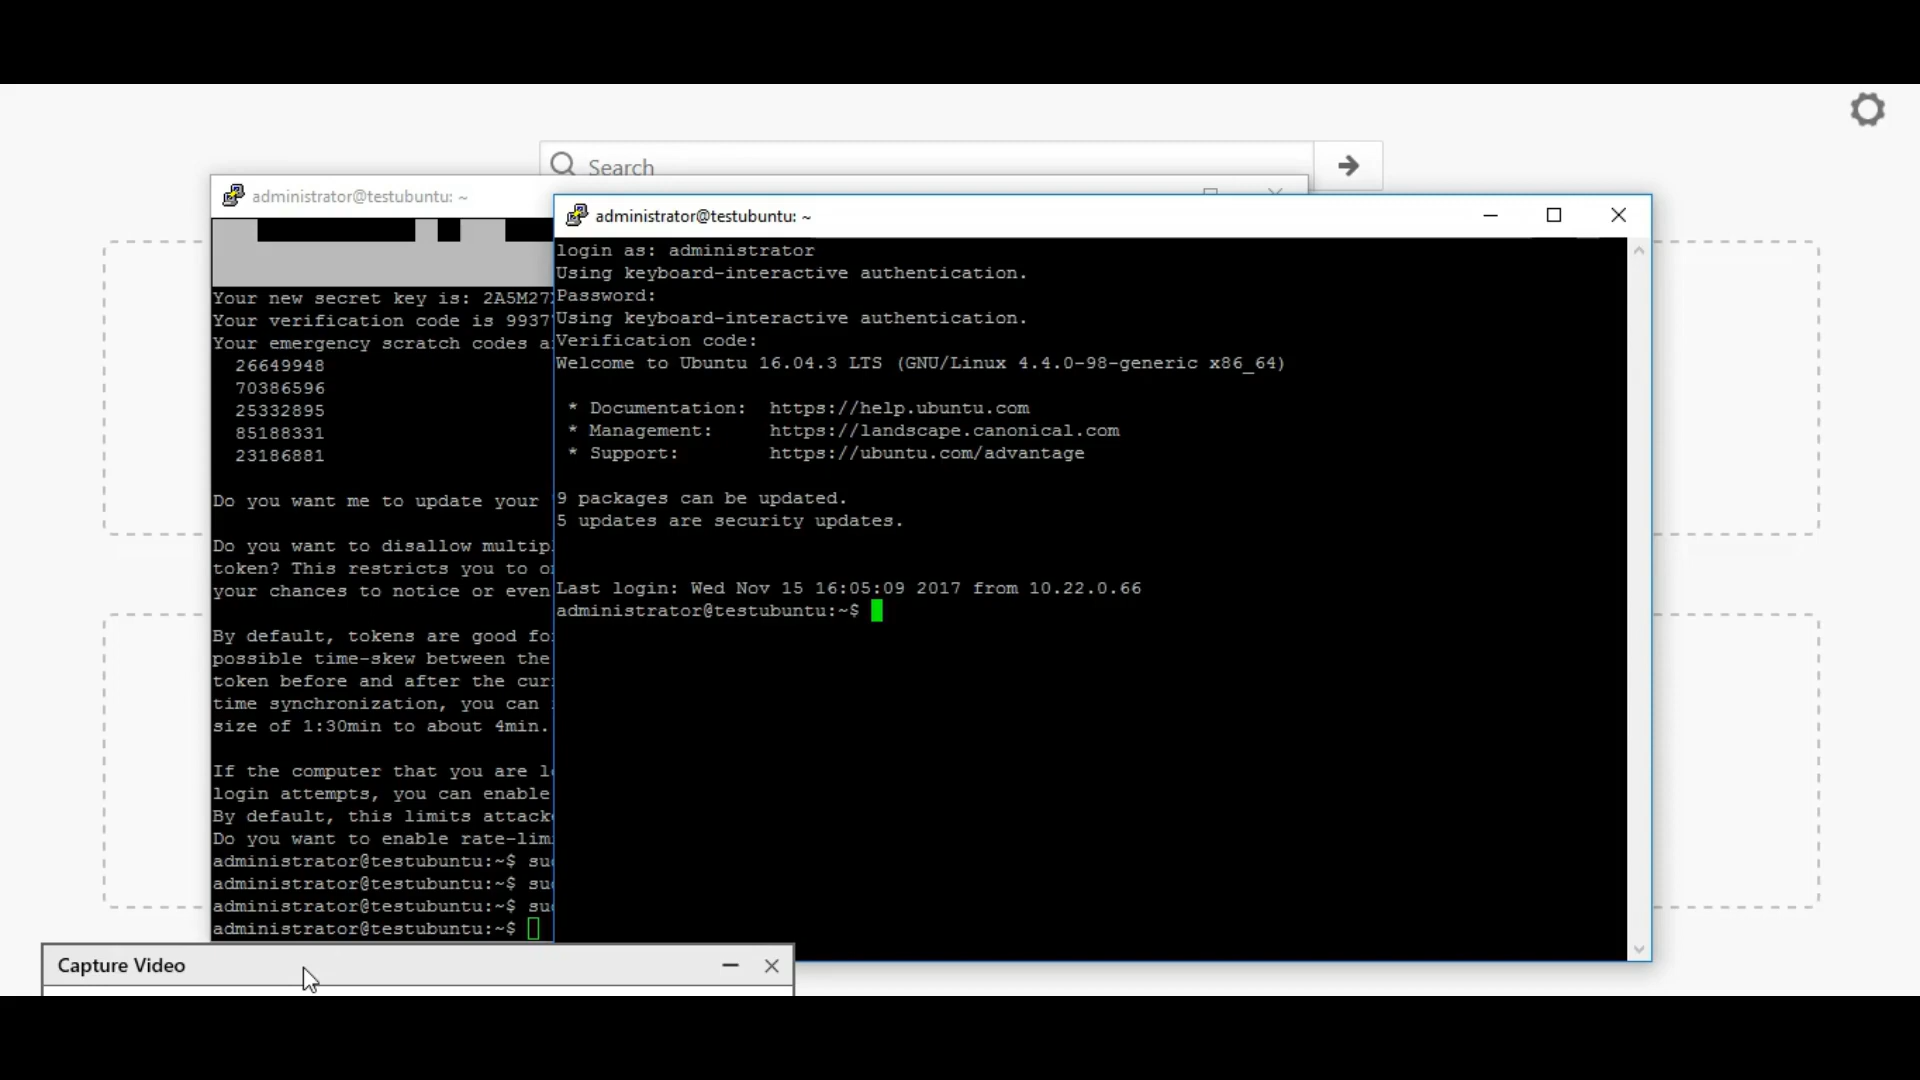 Search
administrator@testubuntu: ~
Your new secret key is: 2A5M27
Your verification code is 9937
Your emergency scratch codes
26649948
70386596
25332895
85188331
23186881
Do you want me to update your
Do you want to disallow
token? This restricts you to
your chances to notice or even
By default, tokens are good
possible time-skew between the
token before and after the
time synchronization, you can
size of 1:30min to about 4min.
If the computer that you are
login attempts, you can enable
By default, this limits
Do you want to enable
administrator@testubuntu:~$
administrator@testubuntu:~$
administrator@testubuntu:~$
administrator@testubuntu:~$
administrator@testubuntu: ~
login as: administrator
Using keyboard-interactive authentication.
Password:
Using keyboard-interactive authentication.
Verification code:
Welcome to Ubuntu 16.04.3 LTS (GNU/Linux 4.4.0-98-generic x86_64)
* Documentation: https://help.ubuntu.com
* Management: https://landscape.canonical.com
* Support: https://ubuntu.com/advantage
9 packages can be updated.
5 updates are security updates.
Last login: Wed Nov 15 16:05:09 2017 from 10.22.0.66
administrator@testubuntu:~$
Capture Video